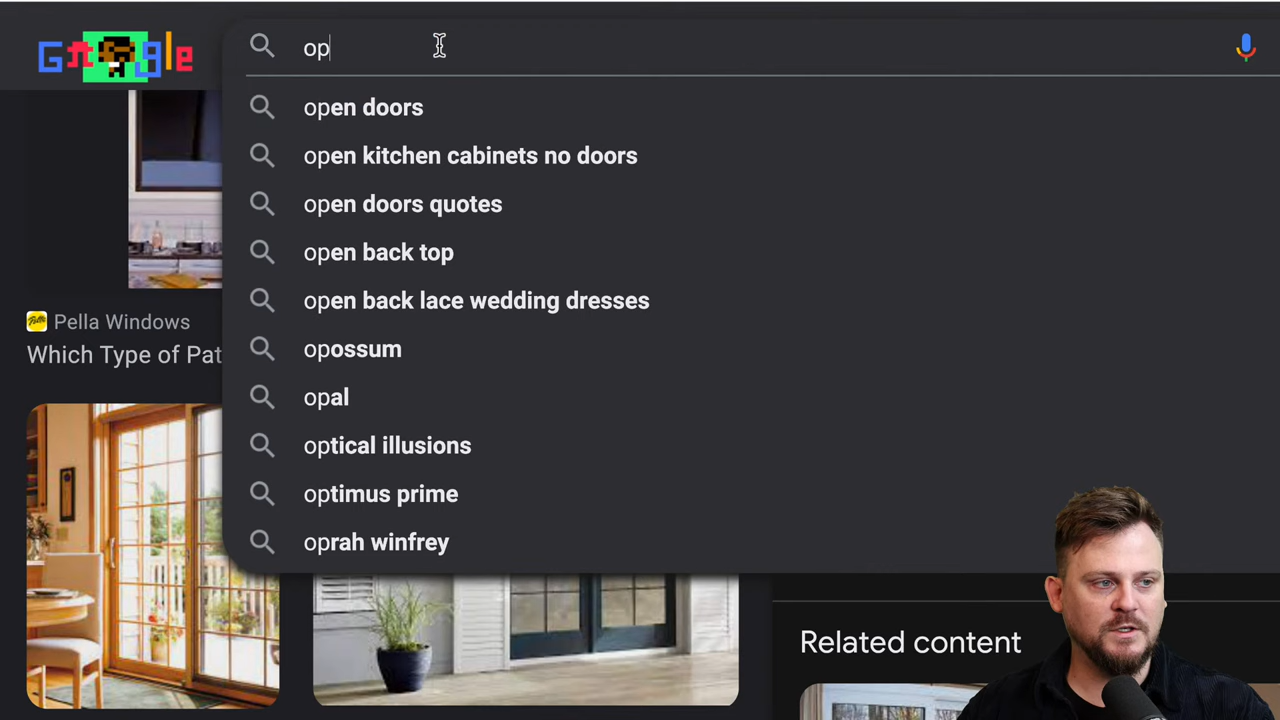 Google
op
open doors
open kitchen cabinets no doors
open doors quotes
open back top
open back lace wedding dresses
opossum
opal
optical illusions
optimus prime
oprah winfrey
Pella Windows
Which Type of Pat
Related content